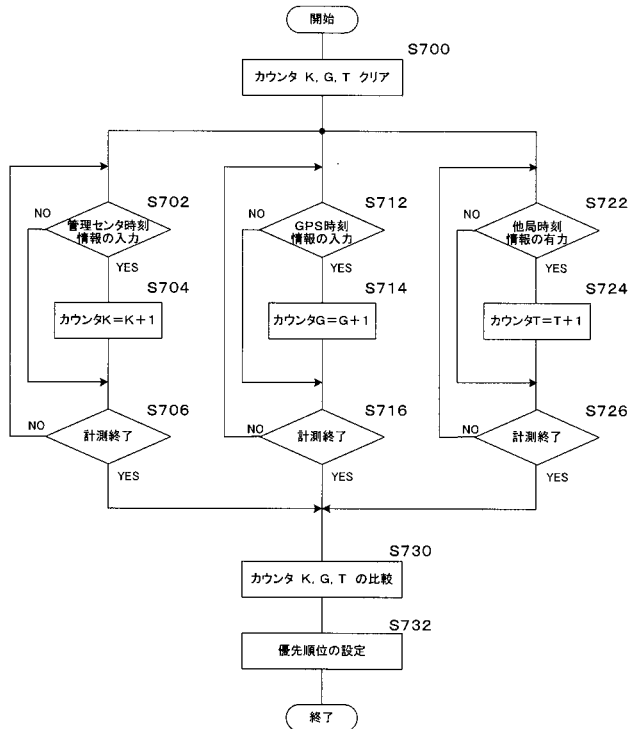 開始
S700
カウンタ K, G, T クリア
S702
NO
管理センタ時刻
情報の入力
YES
S704
カウンタK=K+1
S706
NO
計測終了
YES
S712
NO
GPS時刻
情報の入力
YES
S714
カウンタG=G+1
S716
NO
計測終了
YES
S722
NO
他局時刻
情報の有力
YES
S724
カウンタT=T+1
S726
NO
計測終了
YES
S730
カウンタ K, G, T の比較
S732
優先順位の設定
終了